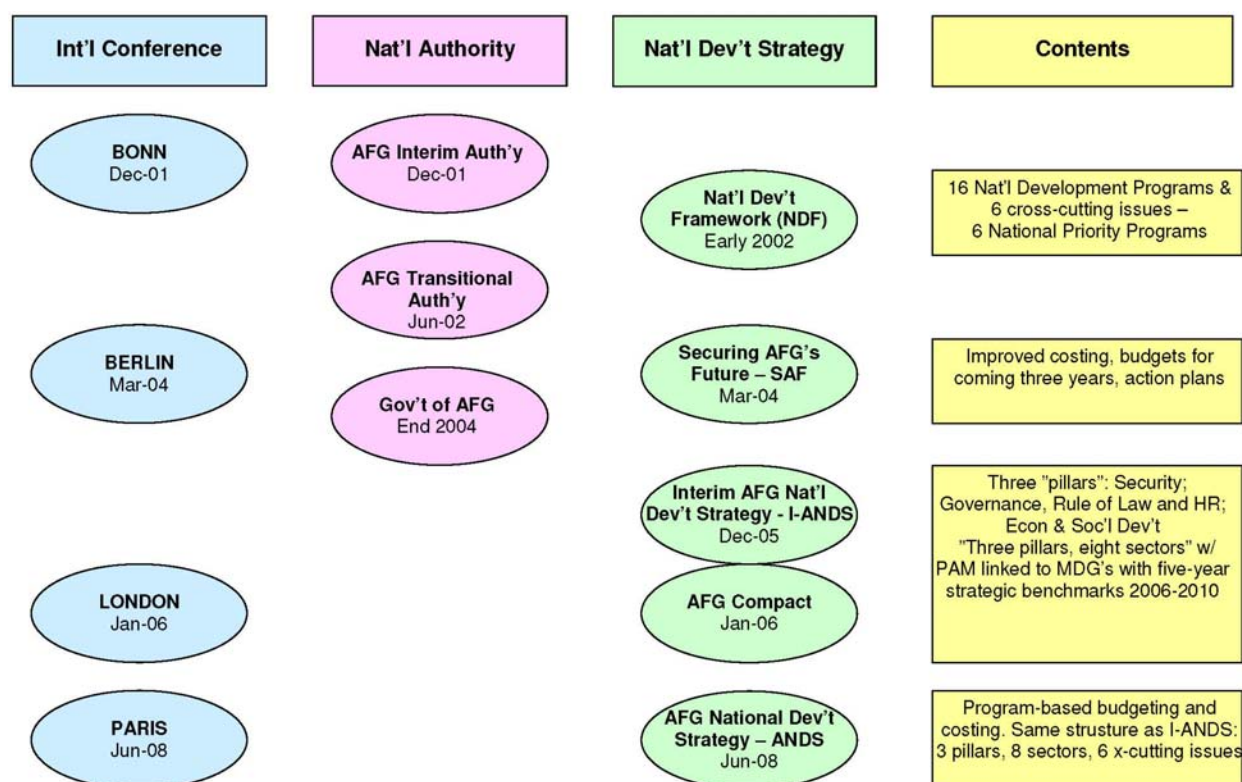 Int'l Conference
Nat'l Authority
Nat'l Dev't Strategy
Contents
BONN
Dec-01
AFG Interim Auth'y
Dec-01
Nat'l Dev't
Framework (NDF)
Early 2002
16 Nat'l Development Programs &
6 cross-cutting issues –
6 National Priority Programs
AFG Transitional
Auth'y
Jun-02
BERLIN
Mar-04
Securing AFG's
Future – SAF
Mar-04
Improved costing, budgets for
coming three years, action plans
Gov't of AFG
End 2004
Interim AFG Nat'l
Dev't Strategy - I-ANDS
Dec-05
Three "pillars": Security;
Governance, Rule of Law and HR;
Econ & Soc'l Dev't
"Three pillars, eight sectors" w/
PAM linked to MDG's with five-year
strategic benchmarks 2006-2010
LONDON
Jan-06
AFG Compact
Jan-06
PARIS
Jun-08
AFG National Dev't
Strategy – ANDS
Jun-08
Program-based budgeting and
costing. Same strusture as I-ANDS:
3 pillars, 8 sectors, 6 x-cutting issues